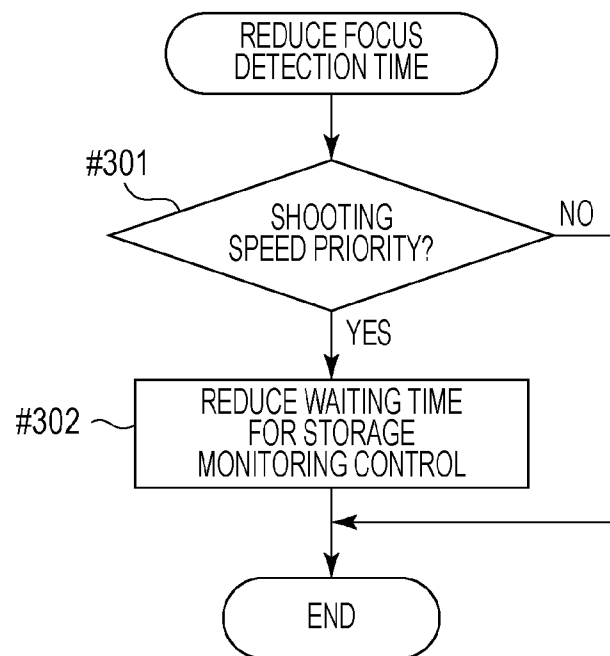 REDUCE FOCUS
DETECTION TIME
#301
SHOOTING
SPEED PRIORITY?
NO
YES
#302
REDUCE WAITING TIME
FOR STORAGE
MONITORING CONTROL
END